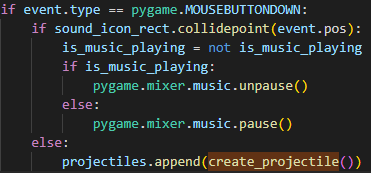 if event.type == pygame.MOUSEBUTTONDOWN:
    if sound_icon_rect.collidepoint(event.pos):
        is_music_playing = not is_music_playing
        if is_music_playing:
            pygame.mixer.music.unpause()
        else:
            pygame.mixer.music.pause()
    else:
        projectiles.append(create_projectile())